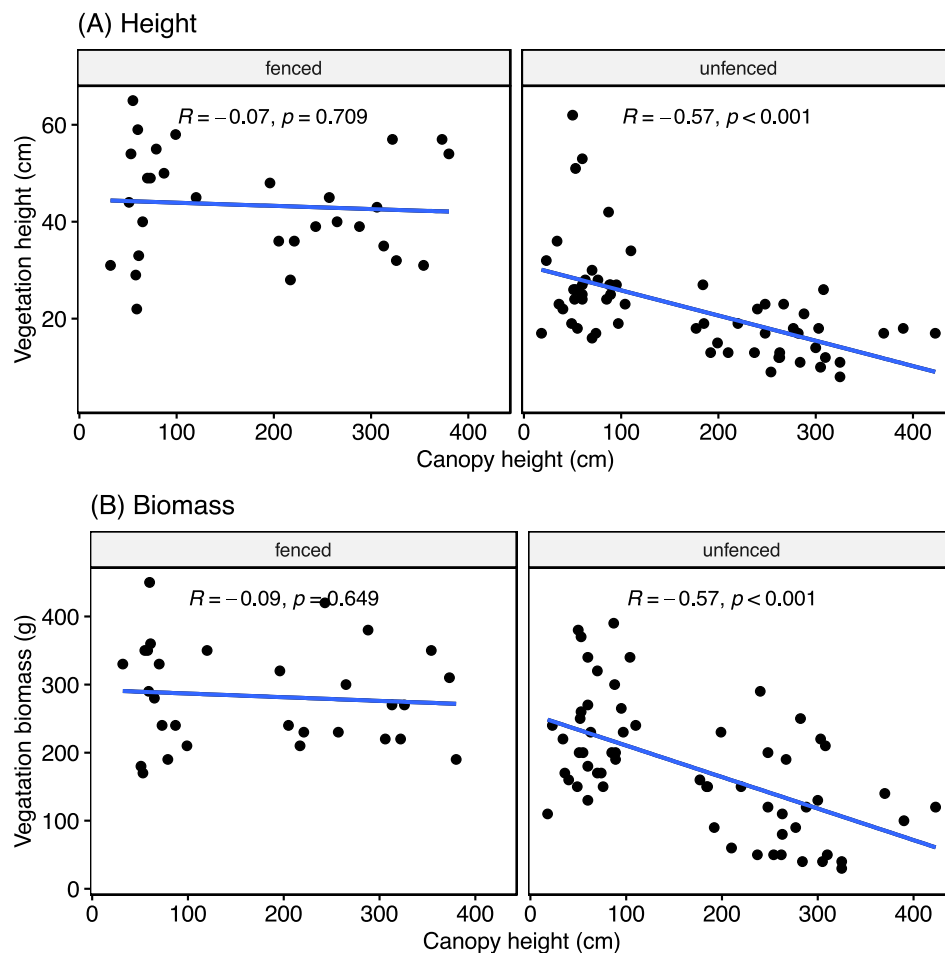 (A) Height
fenced
unfenced
R = −0.07, p = 0.709
R = −0.57, p < 0.001
Vegetation height (cm)
60
40
20
0 100 200 300 400
0 100 200 300 400
Canopy height (cm)
(B) Biomass
fenced
unfenced
R = −0.09, p = 0.649
R = −0.57, p < 0.001
Vegatation biomass (g)
400
300
200
100
0
0 100 200 300 400
0 100 200 300 400
Canopy height (cm)